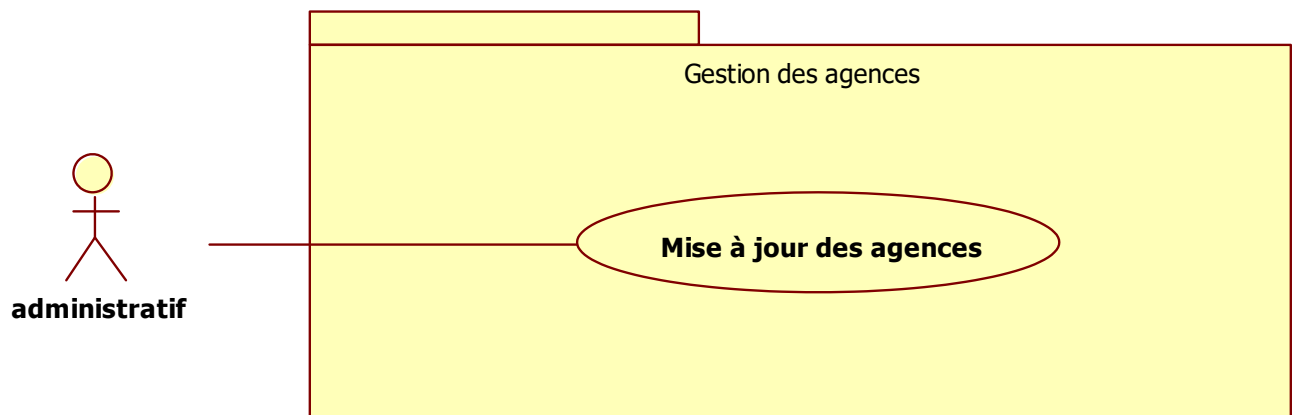 Gestion des agences
Mise à jour des agences
administratif